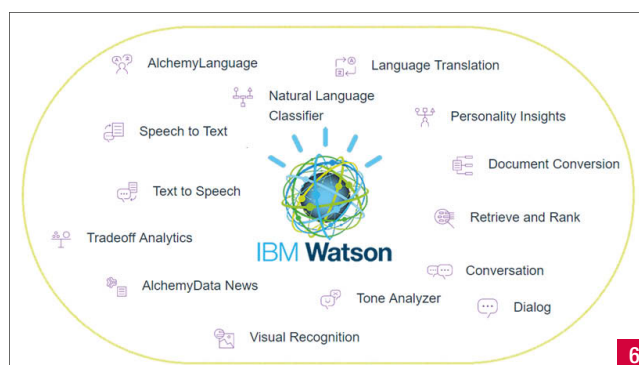 AlchemyLanguage
Language Translation
Natural Language
Classifier
Personality Insights
Speech to Text
Document Conversion
Text to Speech
Retrieve and Rank
Tradeoff Analytics
IBM Watson
Conversation
AlchemyData News
Tone Analyzer
Dialog
Visual Recognition
6